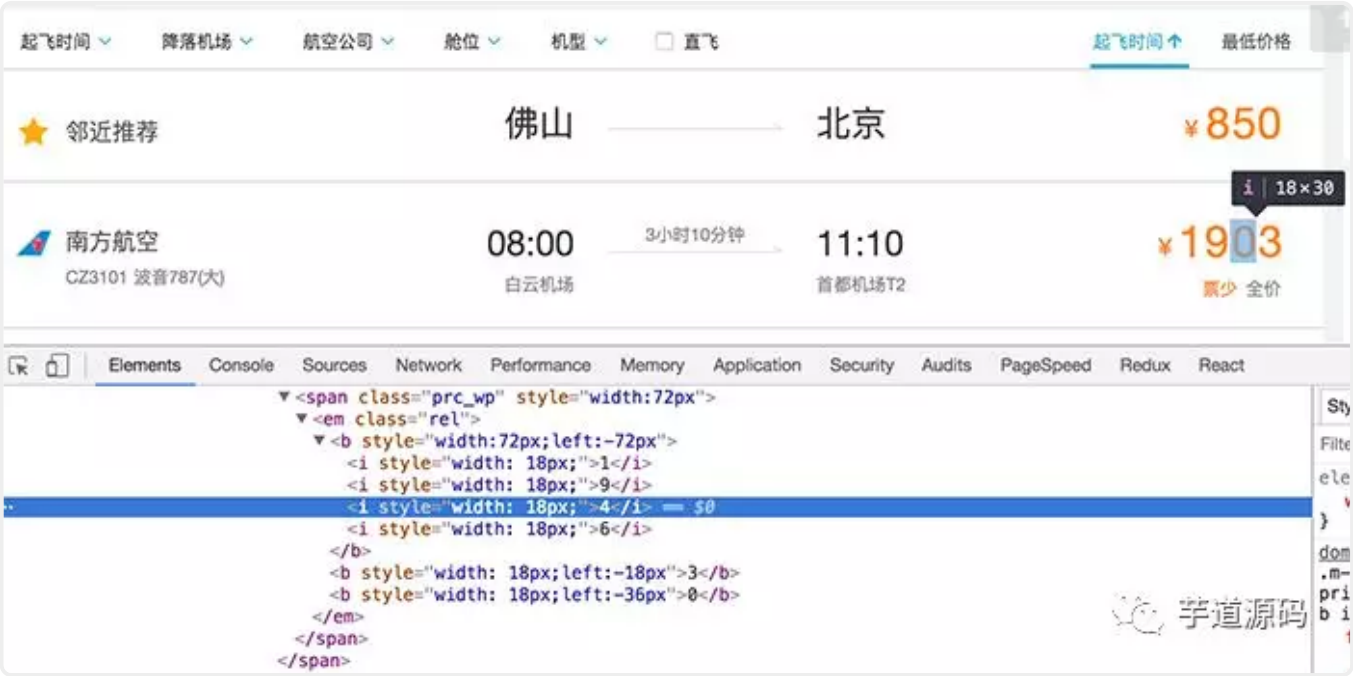 起飞时间 降落机场 航空公司 舱位 机型 直飞 起飞时间 最低价格
邻近推荐 佛山 北京 ¥850
i 18×30
南方航空 08:00 3小时10分钟 11:10 ¥1903
CZ3101 波音787(大) 白云机场 首都机场T2 票少 全价
Elements Console Sources Network Performance Memory Application Security Audits PageSpeed Redux React
▼<span class="prc_wp" style="width:72px">
▼<em class="rel">
▼<b style="width:72px;left:-72px">
<i style="width: 18px;">1</i>
<i style="width: 18px;">9</i>
<i style="width: 18px;">4</i> == $0
<i style="width: 18px;">6</i>
</b>
<b style="width: 18px;left:-18px">3</b>
<b style="width: 18px;left:-36px">0</b>
</em>
</span>
</span>
Sty
Filte
ele
}
dom
.m-
pri
b i
芋道源码